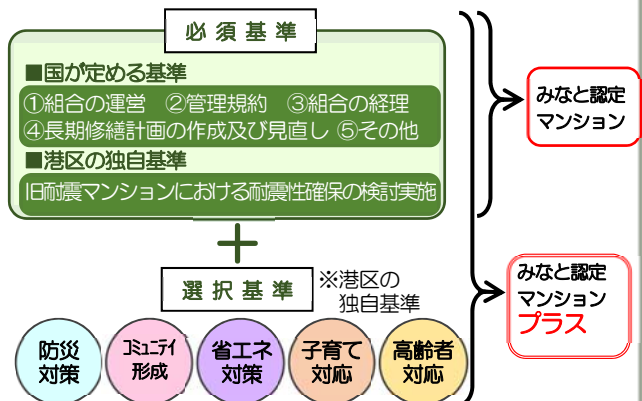 必須基準
■国が定める基準
①組合の運営 ②管理規約 ③組合の経理
④長期修繕計画の作成及び見直し ⑤その他
■港区の独自基準
旧耐震マンションにおける耐震性確保の検討実施
みなと認定
マンション
+
選択基準
※港区の
独自基準
みなと認定
マンション
プラス
防災
対策
コミュニティ
形成
省エネ
対策
子育て
対応
高齢者
対応